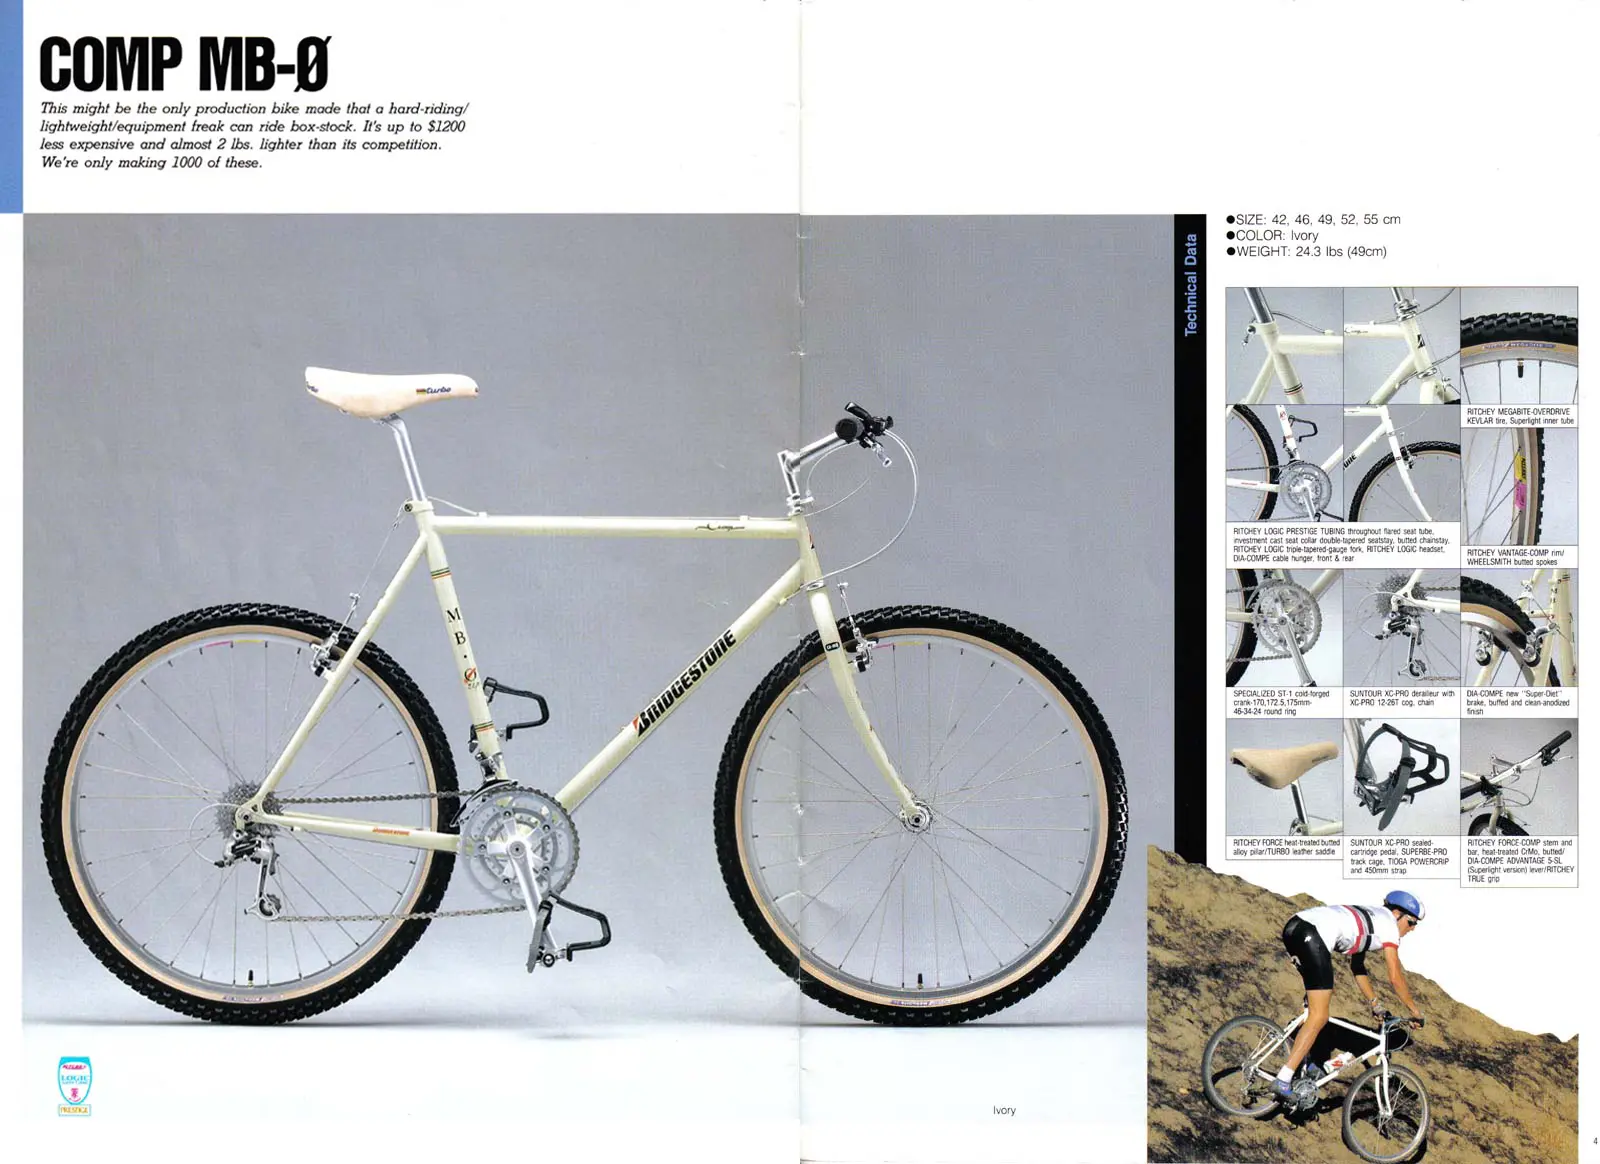 COMP MB-Ø
This might be the only production bike made that a hard-riding/
lightweight/equipment freak can ride box-stock. It's up to $1200
less expensive and almost 2 lbs. lighter than its competition.
We're only making 1000 of these.
Technical Data
●SIZE: 42, 46, 49, 52, 55 cm
●COLOR: Ivory
●WEIGHT: 24.3 lbs (49cm)
RITCHEY MEGABITE-OVERDRIVE
KEVLAR tire, Superlight inner tube
RITCHEY LOGIC PRESTIGE TUBING throughout flared seat tube,
investment cast seat collar double-tapered seatstay, butted chainstay,
RITCHEY LOGIC triple-tapered-gauge fork, RITCHEY LOGIC headset,
DIA-COMPE cable hunger, front & rear
RITCHEY VANTAGE-COMP rim/
WHEELSMITH butted spokes
SPECIALIZED ST-1 cold-forged
crank-170,172.5,175mm-
46-34-24 round ring
SUNTOUR XC-PRO deraileur with
XC-PRO 12-26T cog, chain
DIA-COMPE new "Super-Diet"
brake, buffed and clean-anodized
finish
RITCHEY FORCE heat-treated butted
alloy pillar/TURBO leather saddle
SUNTOUR XC-PRO sealed-
cartridge pedal, SUPERBE-PRO
track cage, TIOGA POWERCRIP
and 450mm strap
RITCHEY FORCE-COMP stem and
bar, heat-treated CrMo, butted/
DIA-COMPE ADVANTAGE 5-SL
(Superlight version) lever/RITCHEY
TRUE grip
turbo
Comp
M
B
·
Ø
BRIDGESTONE
BRIDGESTONE
RITCHEY
LOGIC
PRESTIGE
Ivory
4